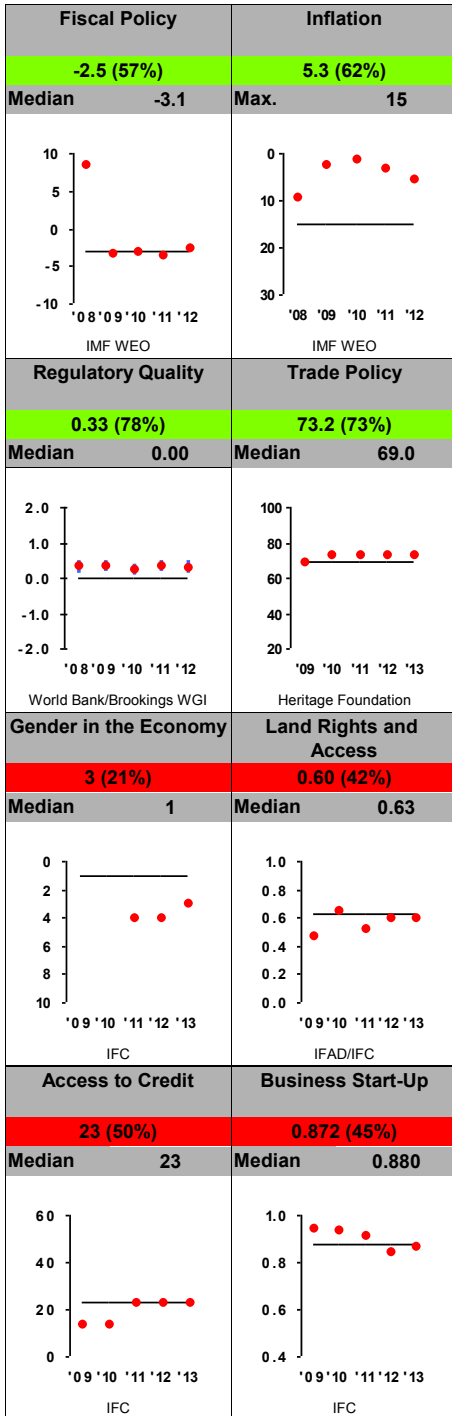 Fiscal Policy
-2.5 (57%)
Median -3.1
10
5
0
-5
-10
'08 '09 '10 '11 '12
IMF WEO
Inflation
5.3 (62%)
Max. 15
0
10
20
30
'08 '09 '10 '11 '12
IMF WEO
Regulatory Quality
0.33 (78%)
Median 0.00
2.0
1.0
0.0
-1.0
-2.0
'08 '09 '10 '11 '12
World Bank/Brookings WGI
Trade Policy
73.2 (73%)
Median 69.0
100
80
60
40
20
'09 '10 '11 '12 '13
Heritage Foundation
Gender in the Economy
3 (21%)
Median 1
0
2
4
6
8
10
'09 '10 '11 '12 '13
IFC
Land Rights and
Access
0.60 (42%)
Median 0.63
1.0
0.8
0.6
0.4
0.2
0.0
'09 '10 '11 '12 '13
IFAD/IFC
Access to Credit
23 (50%)
Median 23
60
40
20
0
'09 '10 '11 '12 '13
IFC
Business Start-Up
0.872 (45%)
Median 0.880
1.0
0.8
0.6
0.4
'09 '10 '11 '12 '13
IFC